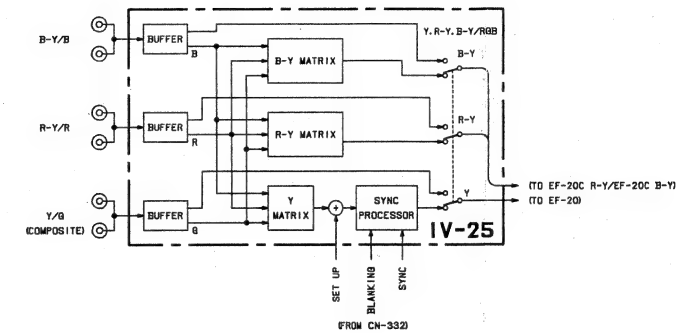 Y.R-Y.B-Y/RGB
B-Y/B
BUFFER
B
B-Y MATRIX
B-Y
R-Y/R
BUFFER
R
R-Y MATRIX
R-Y
Y/G
(COMPOSITE)
BUFFER
G
Y
MATRIX
+
SYNC
PROCESSOR
Y
(TO EF-20C R-Y/EF-20C B-Y)
(TO EF-20)
IV-25
SET UP
BLANKING
SYNC
(FROM CN-332)